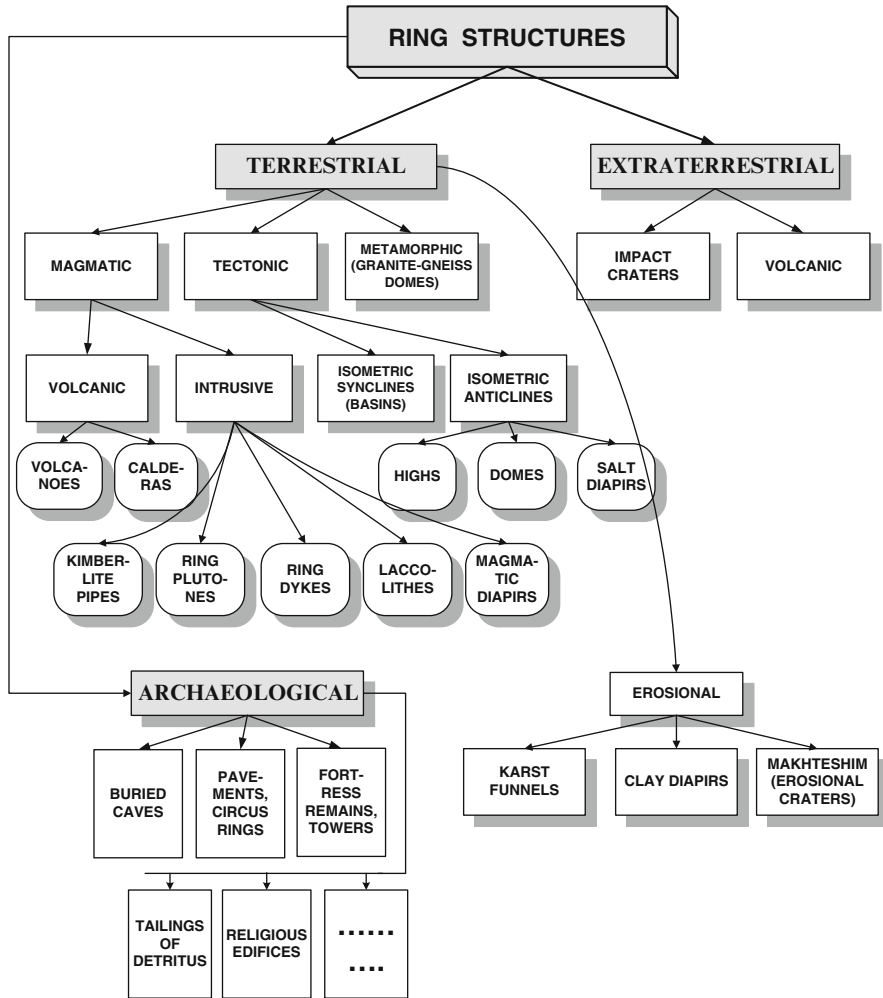 RING STRUCTURES
TERRESTRIAL
EXTRATERRESTRIAL
MAGMATIC
TECTONIC
METAMORPHIC
(GRANITE-GNEISS
DOMES)
IMPACT
CRATERS
VOLCANIC
VOLCANIC
INTRUSIVE
ISOMETRIC
SYNCLINES
(BASINS)
ISOMETRIC
ANTICLINES
VOLCA-
NOES
CALDE-
RAS
HIGHS
DOMES
SALT
DIAPIRS
KIMBER-
LITE
PIPES
RING
PLUTO-
NES
RING
DYKES
LACCO-
LITHES
MAGMA-
TIC
DIAPIRS
ARCHAEOLOGICAL
EROSIONAL
BURIED
CAVES
PAVE-
MENTS,
CIRCUS
RINGS
FORT-
RESS
REMAINS,
TOWERS
KARST
FUNNELS
CLAY DIAPIRS
MAKHTESHIM
(EROSIONAL
CRATERS)
TAILINGS
OF
DETRITUS
RELIGIOUS
EDIFICES
......
....